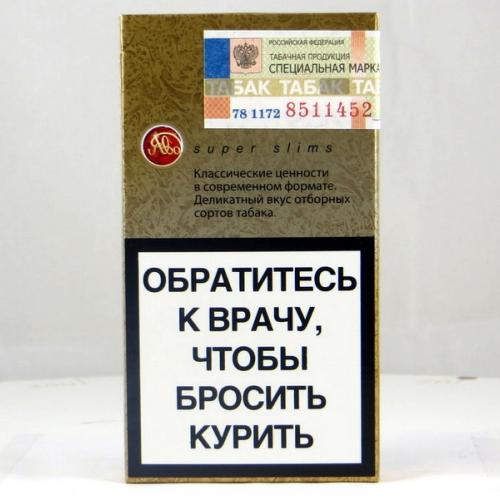 РОССИЙСКАЯ ФЕДЕРАЦИЯ
ТАБАЧНАЯ ПРОДУКЦИЯ
СПЕЦИАЛЬНАЯ МАРКА
ТАБАК ТАБАК ТАБ
78 1172 8511452
super slims
Классические ценности
в современном формате.
Деликатный вкус отборных
сортов табака.
ОБРАТИТЕСЬ
К ВРАЧУ,
ЧТОБЫ
БРОСИТЬ
КУРИТЬ